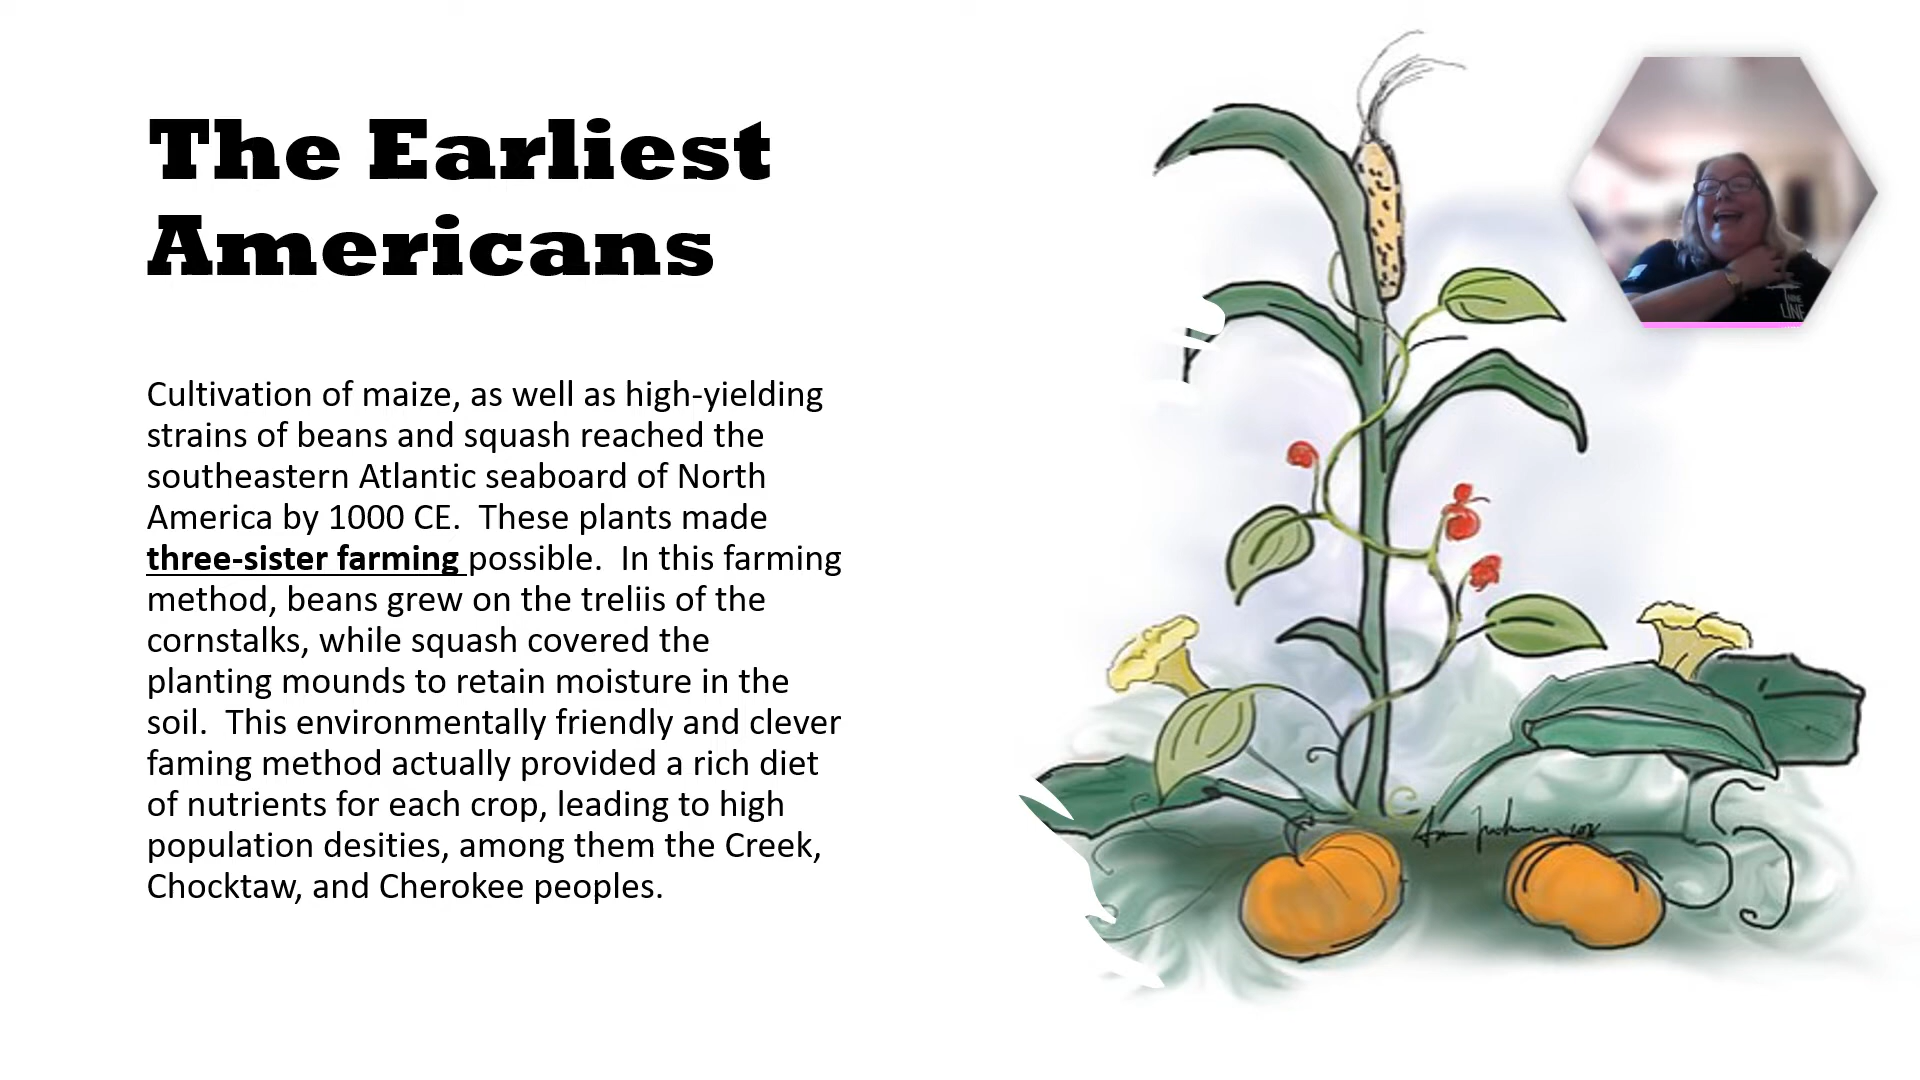 The Earliest
Americans
Cultivation of maize, as well as high-yielding
strains of beans and squash reached the
southeastern Atlantic seaboard of North
America by 1000 CE.  These plants made
three-sister farming possible.  In this farming
method, beans grew on the treliis of the
cornstalks, while squash covered the
planting mounds to retain moisture in the
soil.  This environmentally friendly and clever
faming method actually provided a rich diet
of nutrients for each crop, leading to high
population desities, among them the Creek,
Chocktaw, and Cherokee peoples.
NINE
LINE